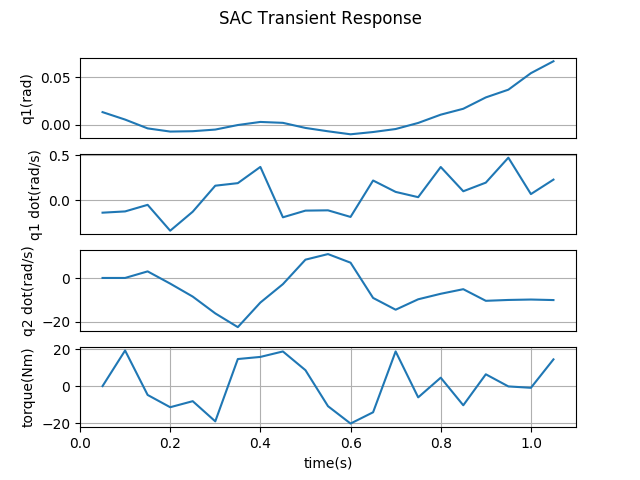 SAC Transient Response
q1(rad)
0.05
0.00
q1 dot(rad/s)
0.5
0.0
q2 dot(rad/s)
0
−20
torque(Nm)
20
0
−20
0.0 0.2 0.4 0.6 0.8 1.0
time(s)